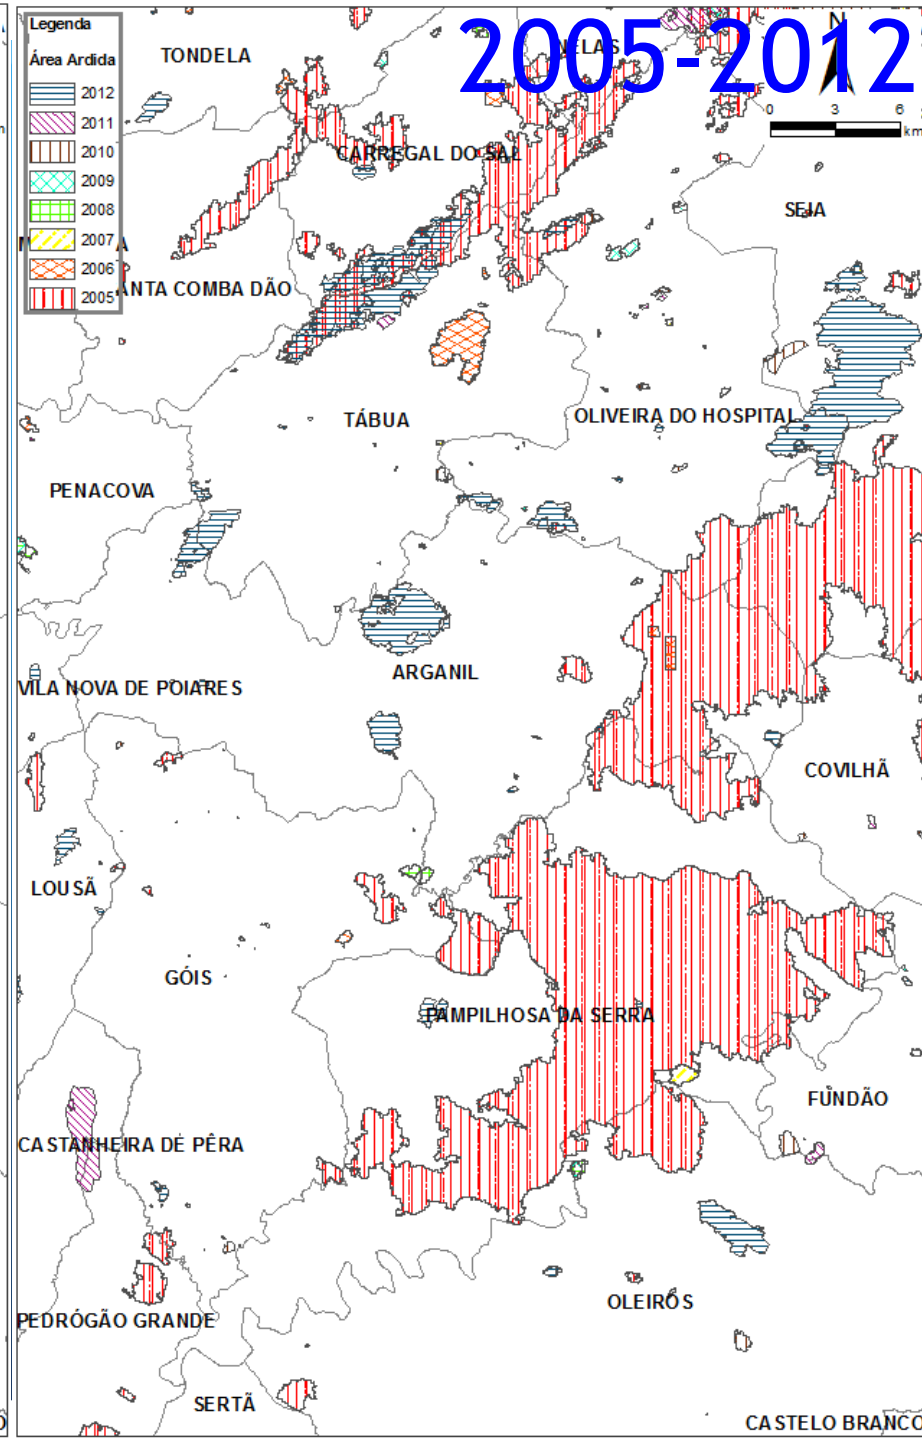 2005-2012
Legenda
Área Ardida
2012
2011
2010
2009
2008
2007
2006
2005
N
0 3 6
km
TONDELA
NELAS
CARREGAL DO SAL
SEIA
A
ANTA COMBA DÃO
TÁBUA
OLIVEIRA DO HOSPITAL
PENACOVA
ARGANIL
VILA NOVA DE POIARES
COVILHÃ
LOUSÃ
GÓIS
PAMPILHOSA DA SERRA
FUNDÃO
CASTANHEIRA DE PÊRA
OLEIROS
PEDRÓGÃO GRANDE
SERTÃ
CASTELO BRANCO